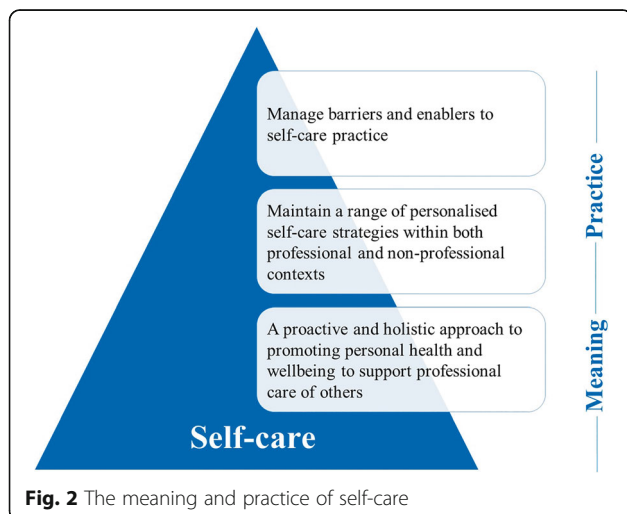 Manage barriers and enablers to
self-care practice
Maintain a range of personalised
self-care strategies within both
professional and non-professional
contexts
A proactive and holistic approach to
promoting personal health and
wellbeing to support professional
care of others
Self-care
Practice
Meaning
Fig. 2 The meaning and practice of self-care